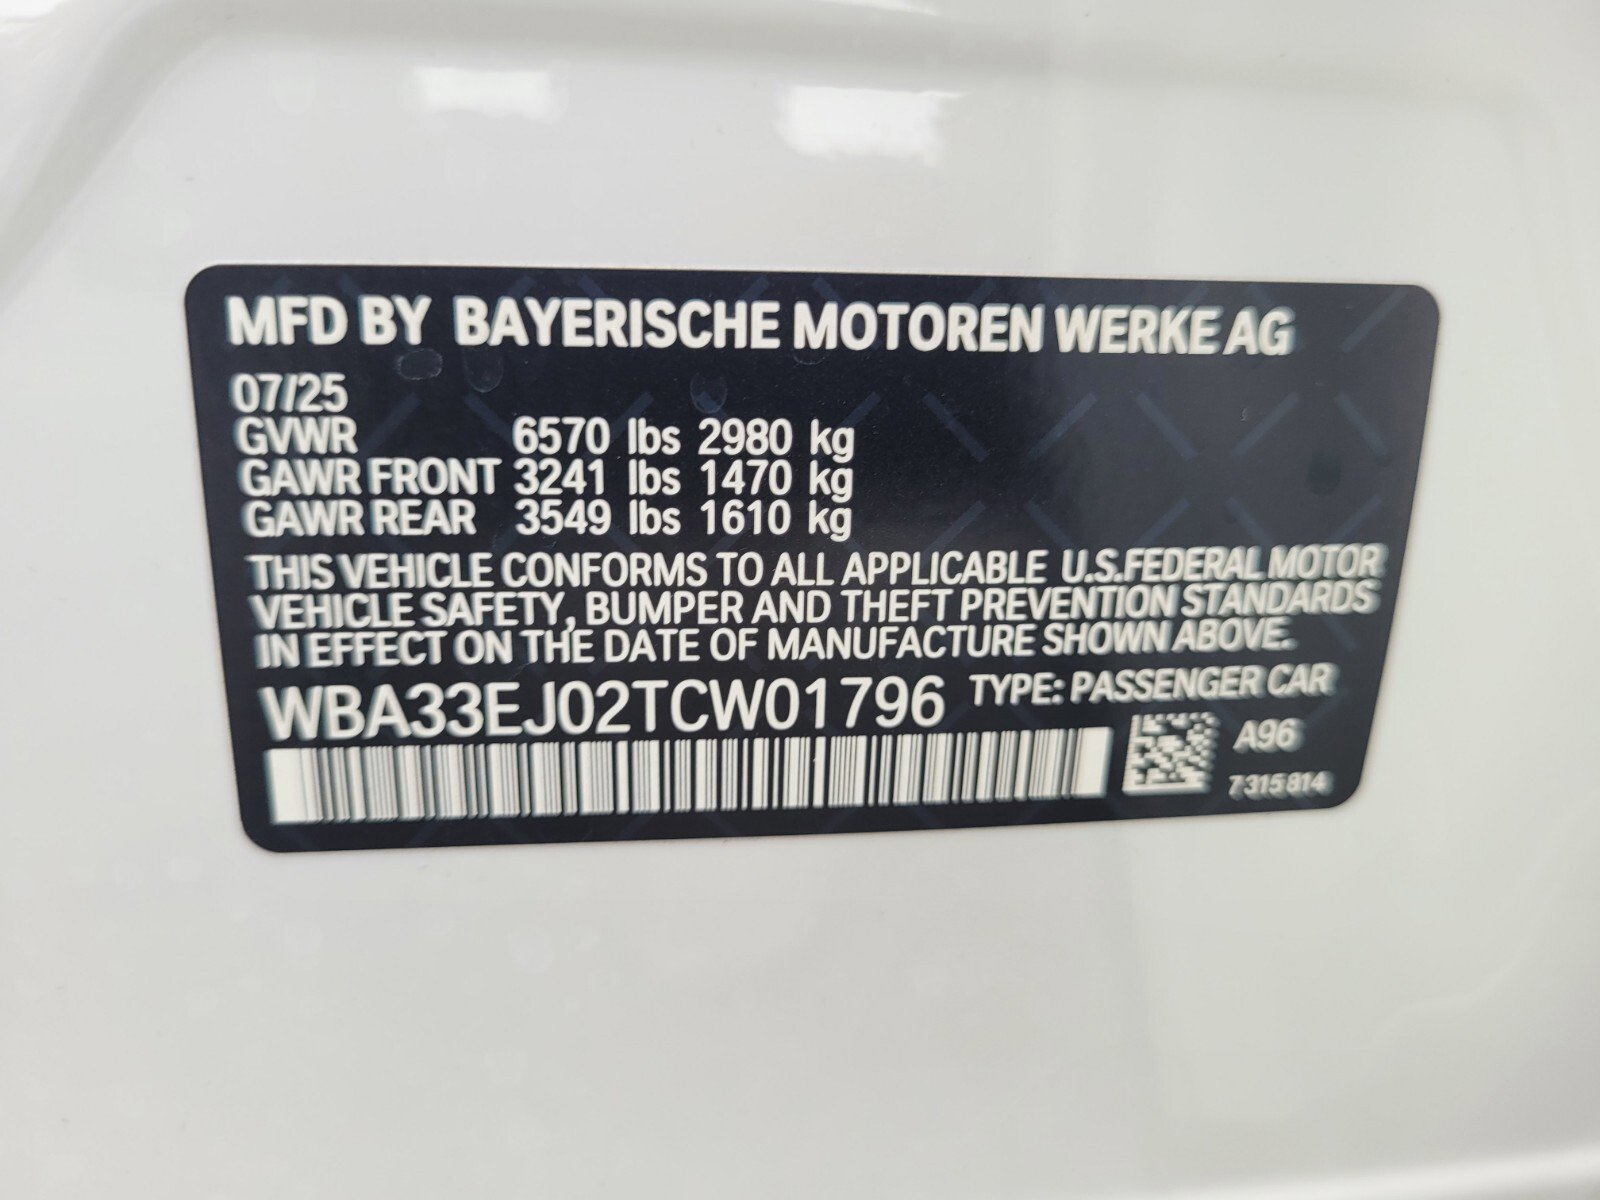 MFD BY BAYERISCHE MOTOREN WERKE AG
07/25
GVWR 6570 lbs 2980 kg
GAWR FRONT 3241 lbs 1470 kg
GAWR REAR 3549 lbs 1610 kg
THIS VEHICLE CONFORMS TO ALL APPLICABLE U.S.FEDERAL MOTOR
VEHICLE SAFETY, BUMPER AND THEFT PREVENTION STANDARDS
IN EFFECT ON THE DATE OF MANUFACTURE SHOWN ABOVE.
WBA33EJ02TCW01796 TYPE: PASSENGER CAR
A96
7315814